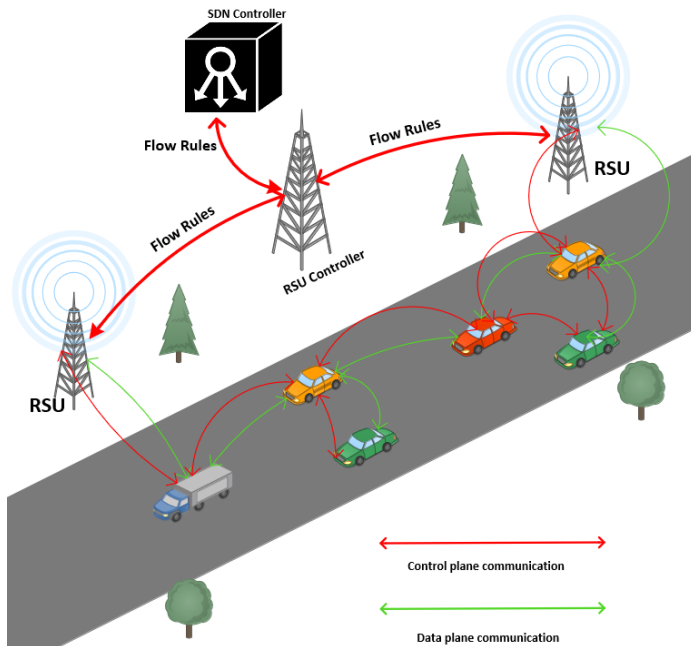 SDN Controller
Flow Rules
Flow Rules
RSU
Flow Rules
RSU Controller
RSU
Control plane communication
Data plane communication